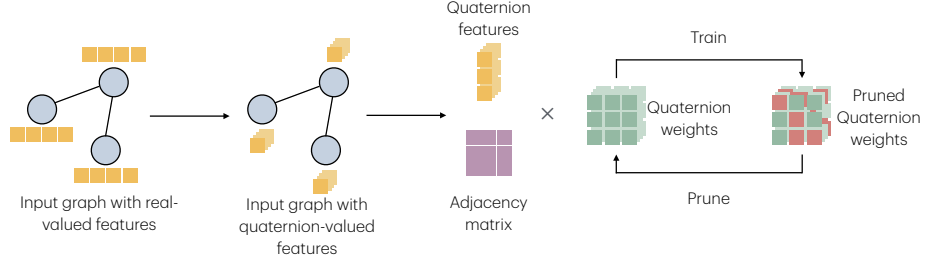 Input graph with real-
valued features
Input graph with
quaternion-valued
features
Quaternion
features
Adjacency
matrix
×
Train
Quaternion
weights
Pruned
Quaternion
weights
Prune